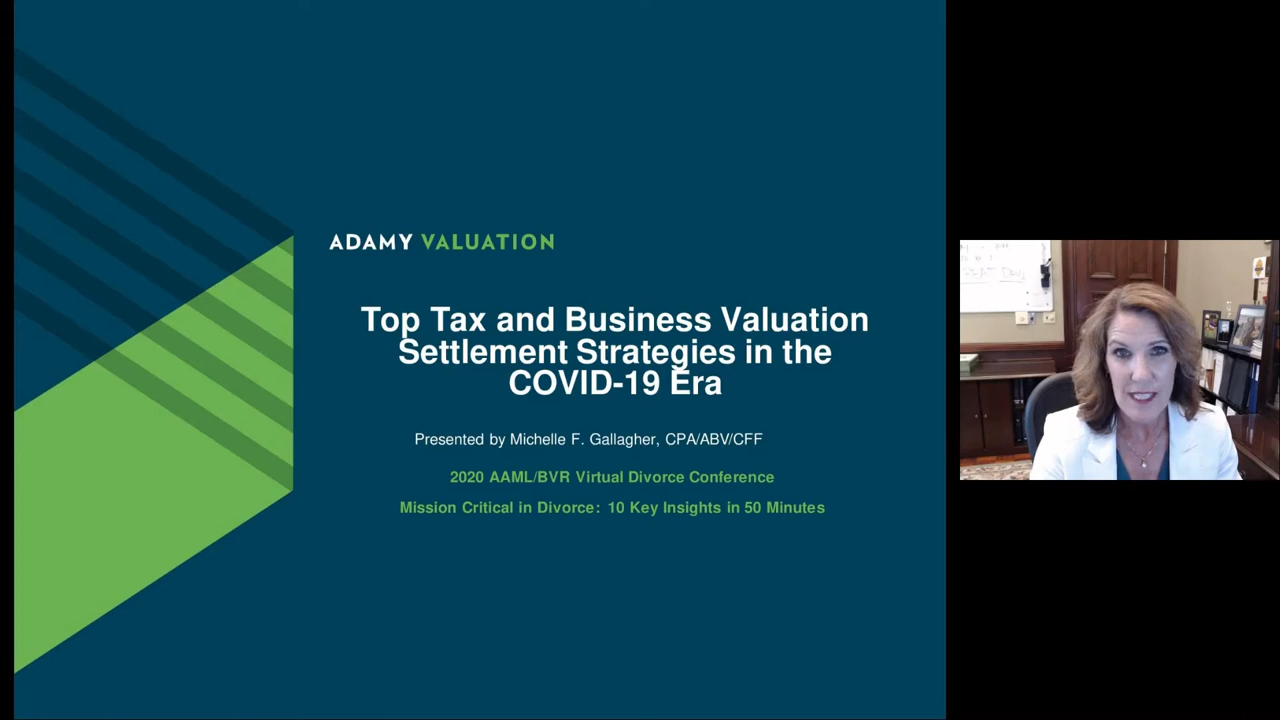 ADAMY VALUATION
Top Tax and Business Valuation
Settlement Strategies in the
COVID-19 Era
Presented by Michelle F. Gallagher, CPA/ABV/CFF
2020 AAML/BVR Virtual Divorce Conference
Mission Critical in Divorce: 10 Key Insights in 50 Minutes